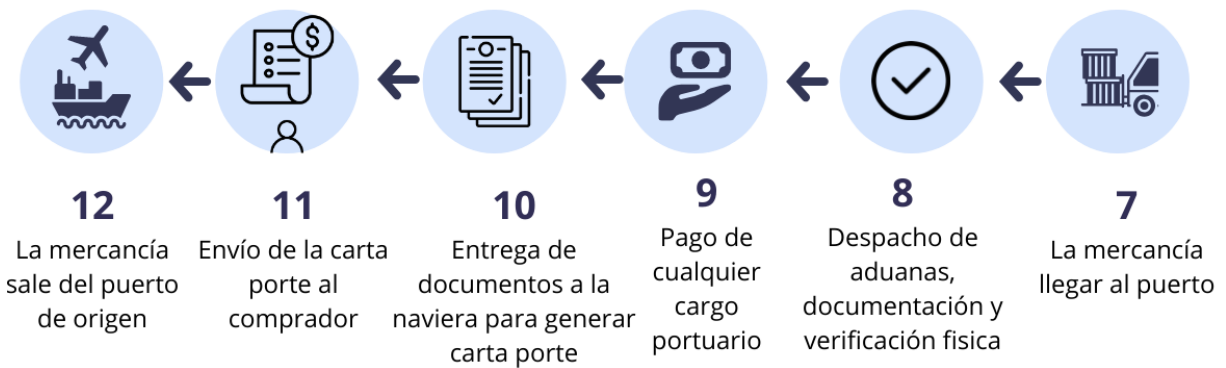 12
La mercancía
sale del puerto
de origen
11
Envío de la carta
porte al
comprador
10
Entrega de
documentos a la
naviera para generar
carta porte
9
Pago de
cualquier
cargo
portuario
8
Despacho de
aduanas,
documentación y
verificación fisica
7
La mercancía
llegar al puerto
$